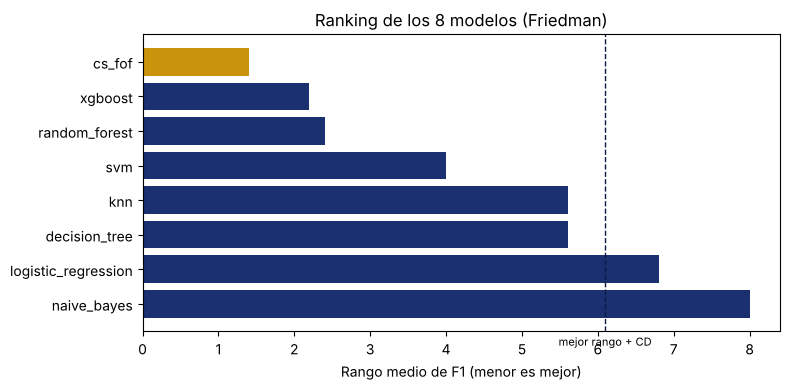 Ranking de los 8 modelos (Friedman)
cs_fof
xgboost
random_forest
svm
knn
decision_tree
logistic_regression
naive_bayes
mejor rango + CD
0 1 2 3 4 5 6 7 8
Rango medio de F1 (menor es mejor)